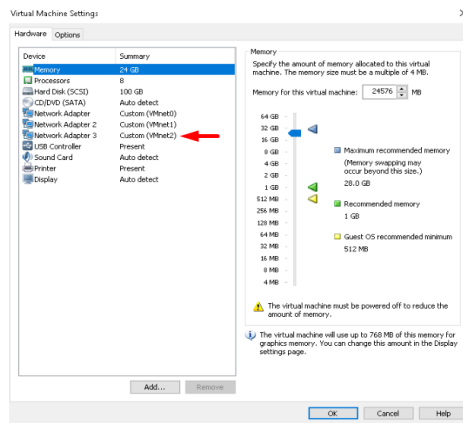 Virtual Machine Settings
Hardware Options
Device Summary
Memory 24 GB
Processors 8
Hard Disk (SCSI) 100 GB
CD/DVD (SATA) Auto detect
Network Adapter Custom (VMnet0)
Network Adapter 2 Custom (VMnet1)
Network Adapter 3 Custom (VMnet2)
USB Controller Present
Sound Card Auto detect
Printer Present
Display Auto detect
Add... Remove
Memory
Specify the amount of memory allocated to this virtual
machine. The memory size must be a multiple of 4 MB.
Memory for this virtual machine: 24576 MB
64 GB
32 GB
16 GB
8 GB
4 GB
2 GB
1 GB
512 MB
256 MB
128 MB
64 MB
32 MB
16 MB
8 MB
4 MB
Maximum recommended memory
(Memory swapping may
occur beyond this size.)
28.0 GB
Recommended memory
1 GB
Guest OS recommended minimum
512 MB
The virtual machine must be powered off to reduce the
amount of memory.
The virtual machine will use up to 768 MB of this memory for
graphics memory. You can change this amount in the Display
settings page.
OK Cancel Help